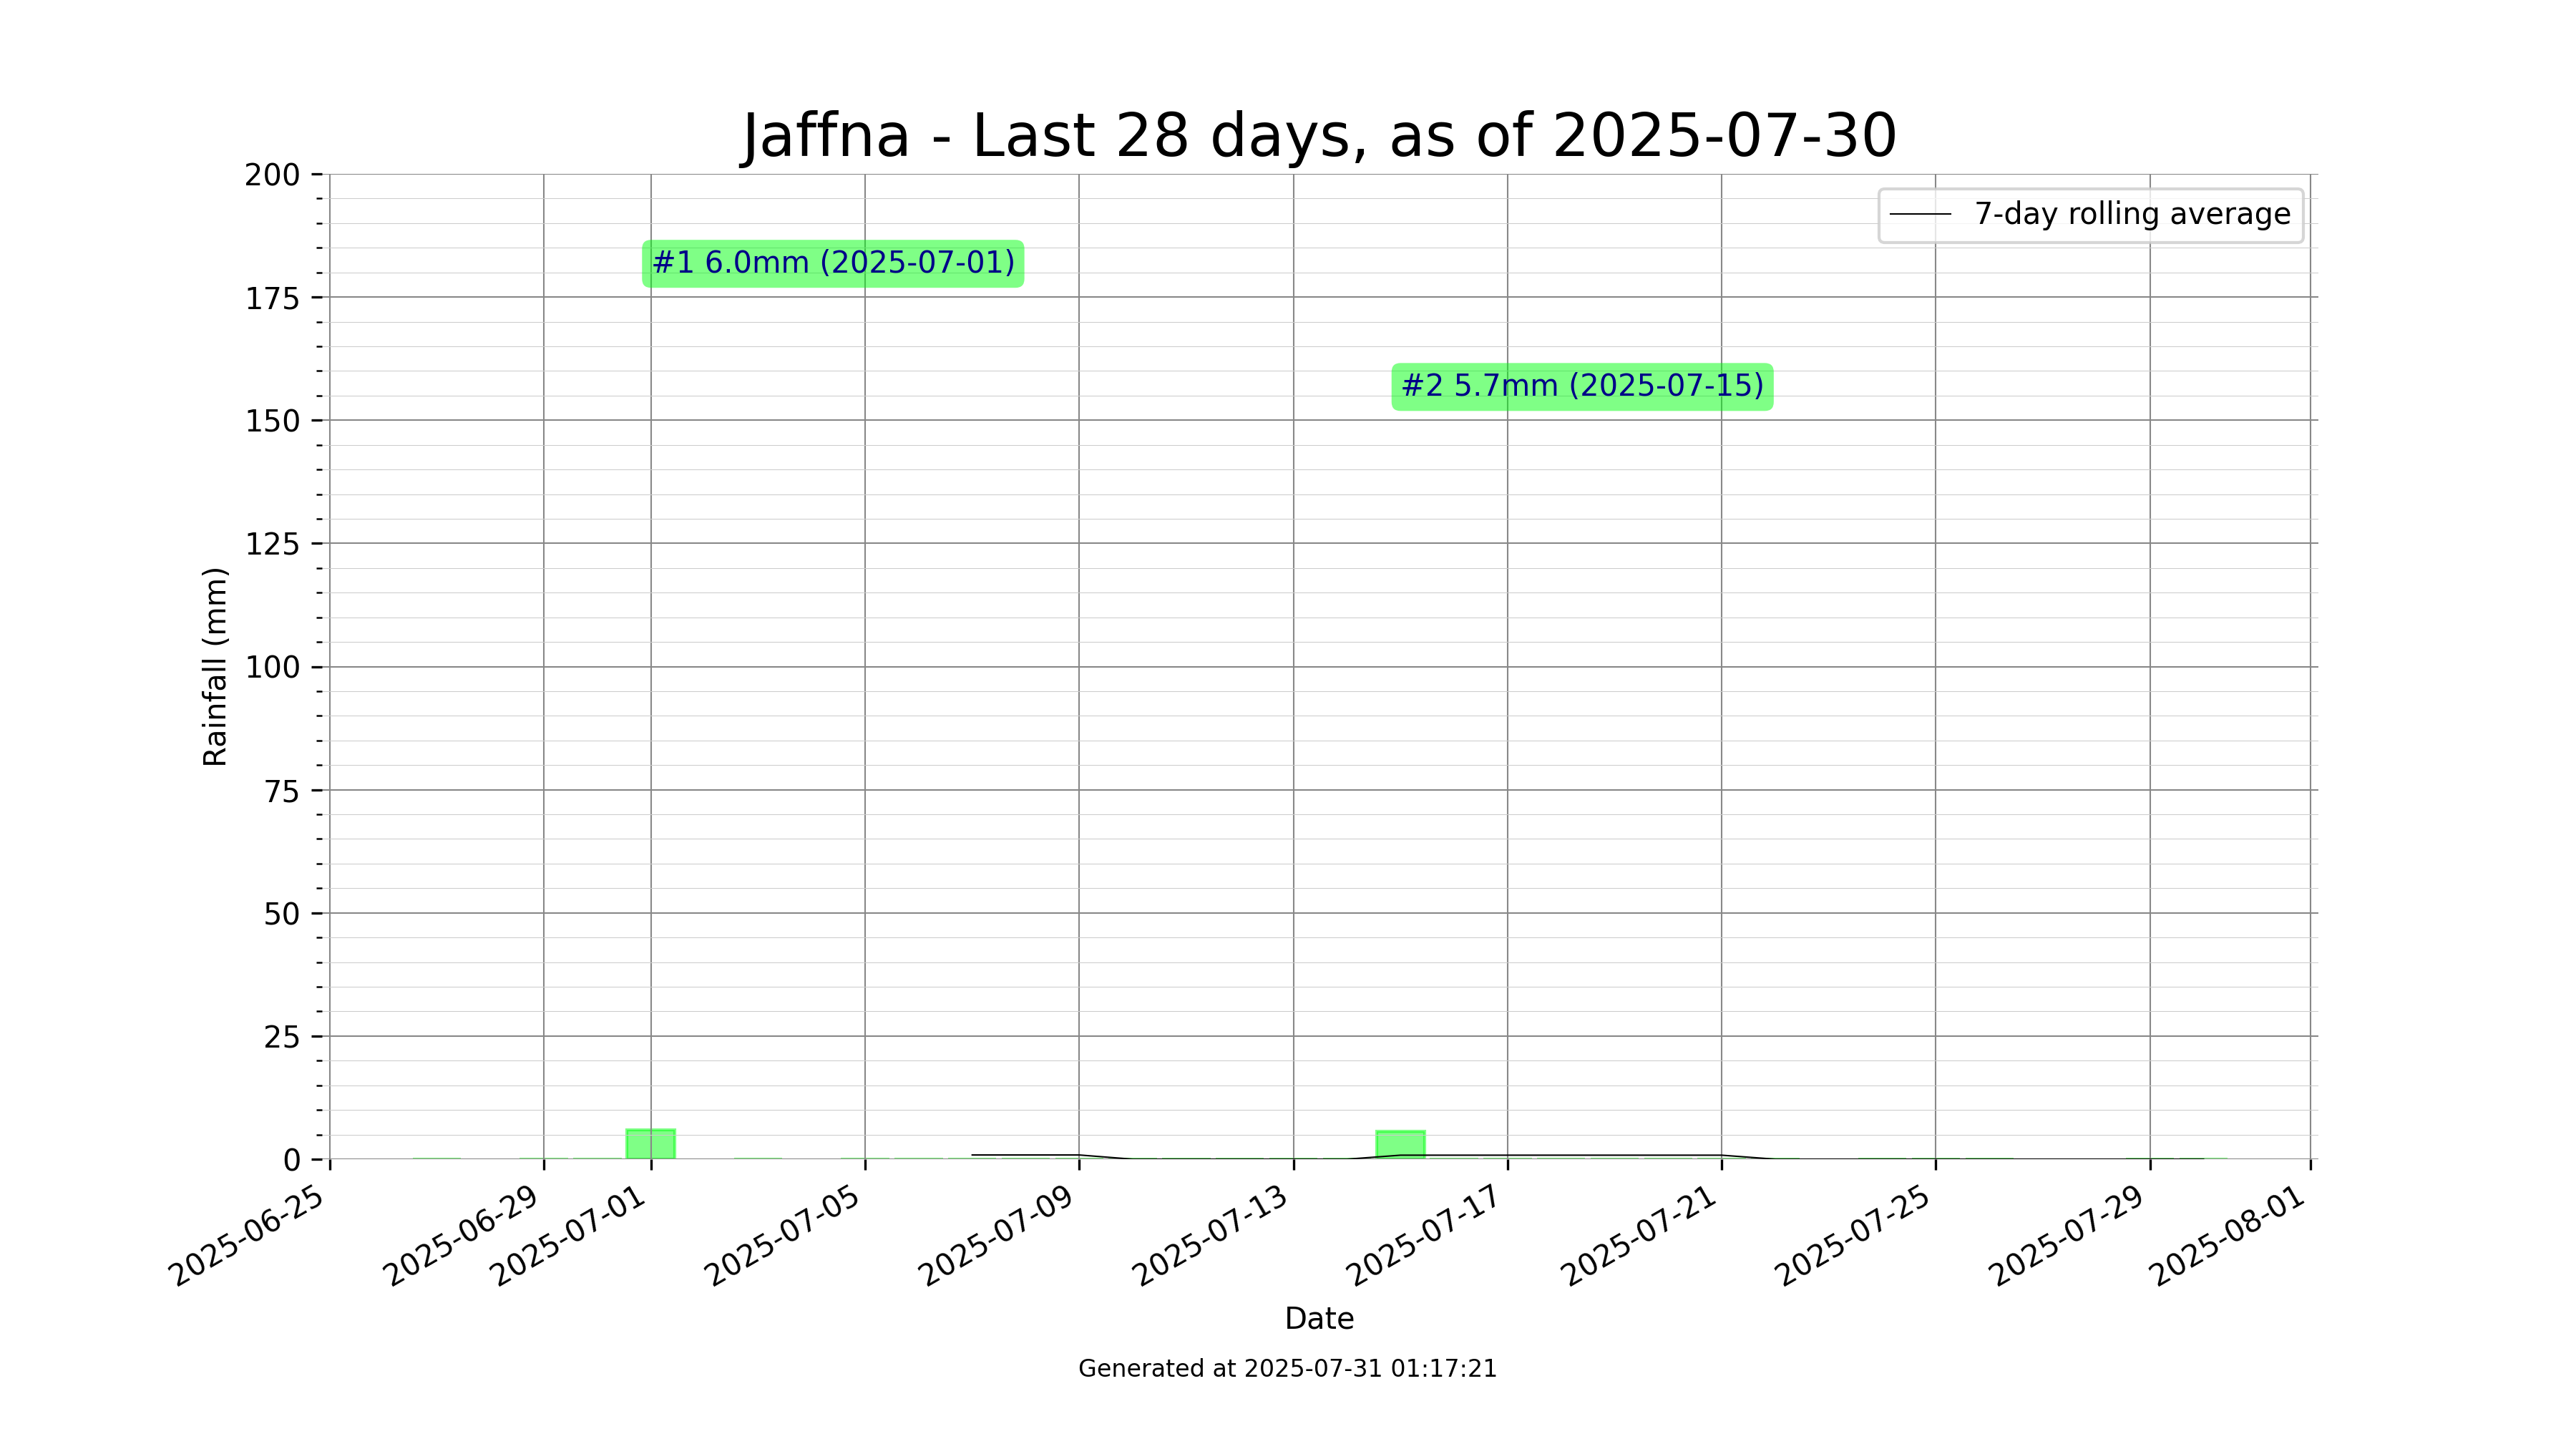 Jaffna - Last 28 days, as of 2025-07-30
7-day rolling average
#1 6.0mm (2025-07-01)
#2 5.7mm (2025-07-15)
Rainfall (mm)
200
175
150
125
100
75
50
25
0
2025-06-25
2025-06-29
2025-07-01
2025-07-05
2025-07-09
2025-07-13
2025-07-17
2025-07-21
2025-07-25
2025-07-29
2025-08-01
Date
Generated at 2025-07-31 01:17:21